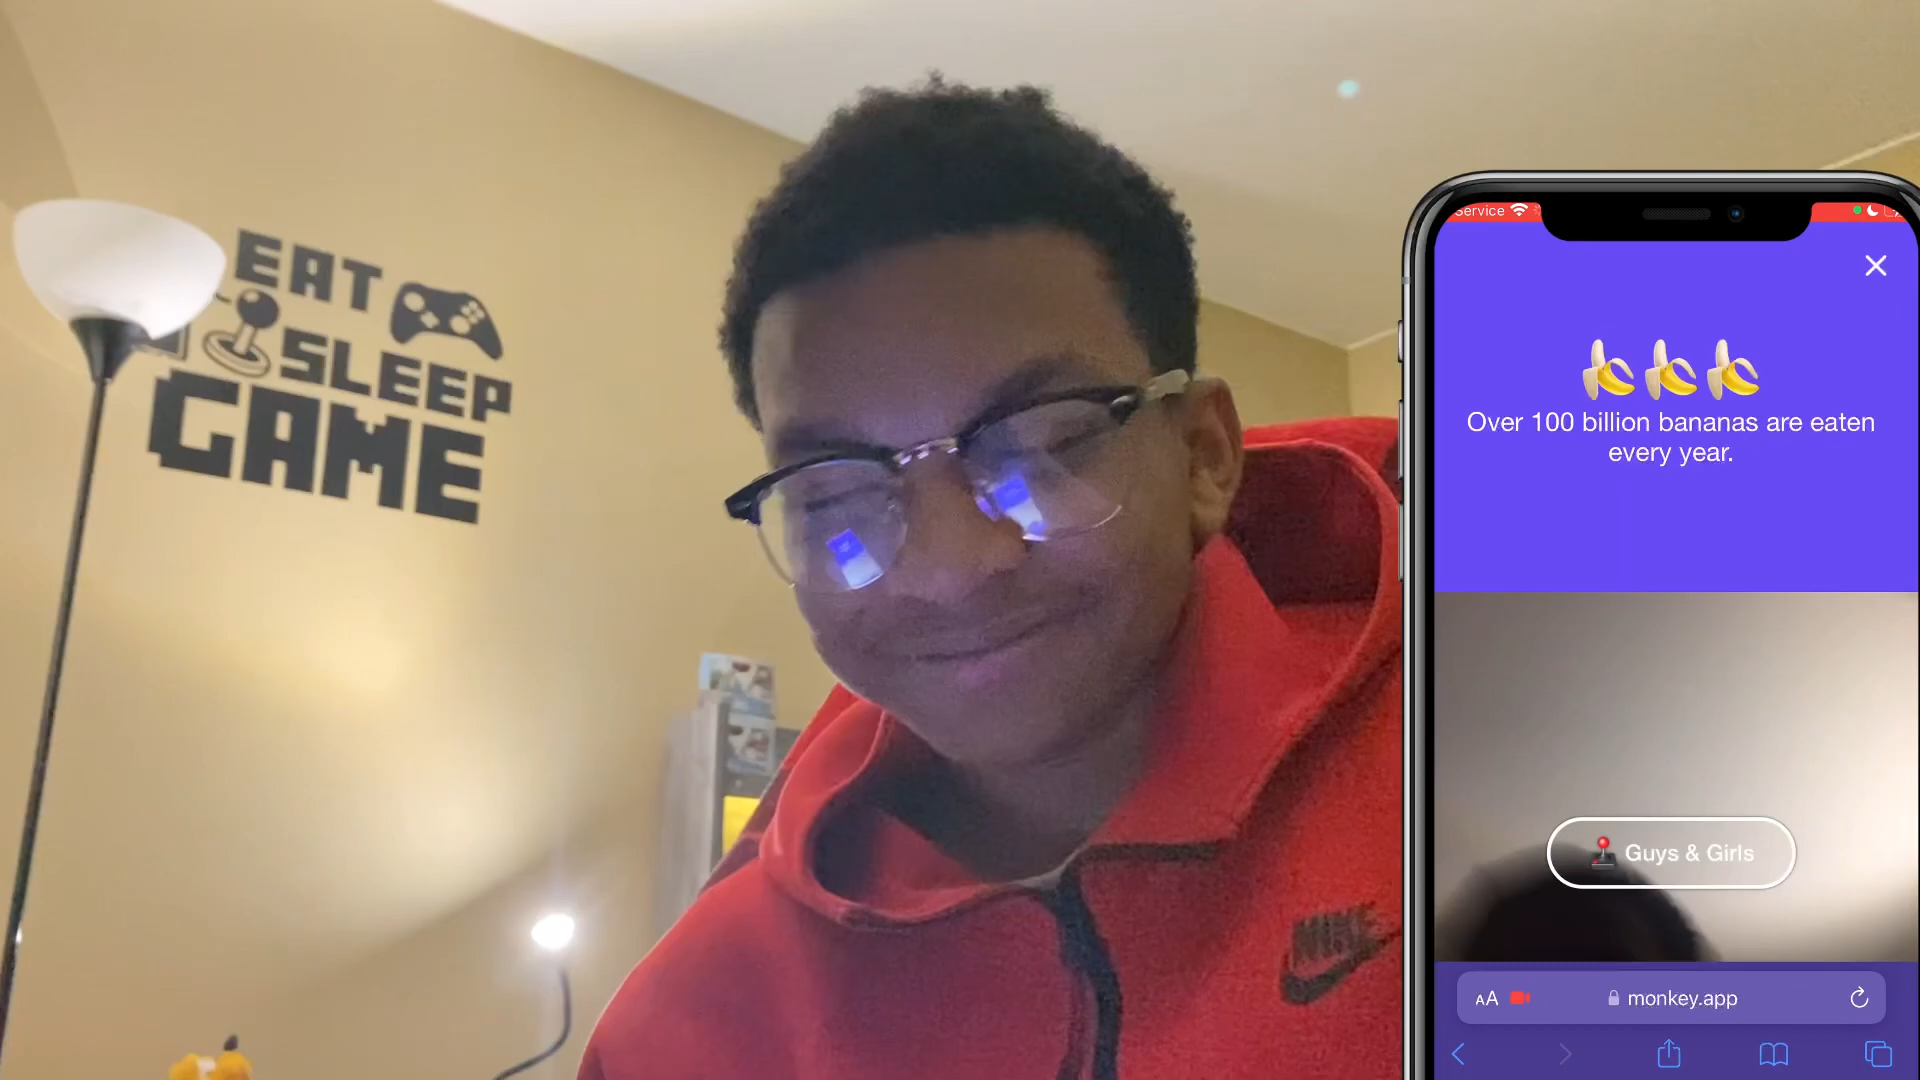 EAT
SLEEP
GAME
Service
Over 100 billion bananas are eaten
every year.
Guys & Girls
NIKE
AA
monkey.app